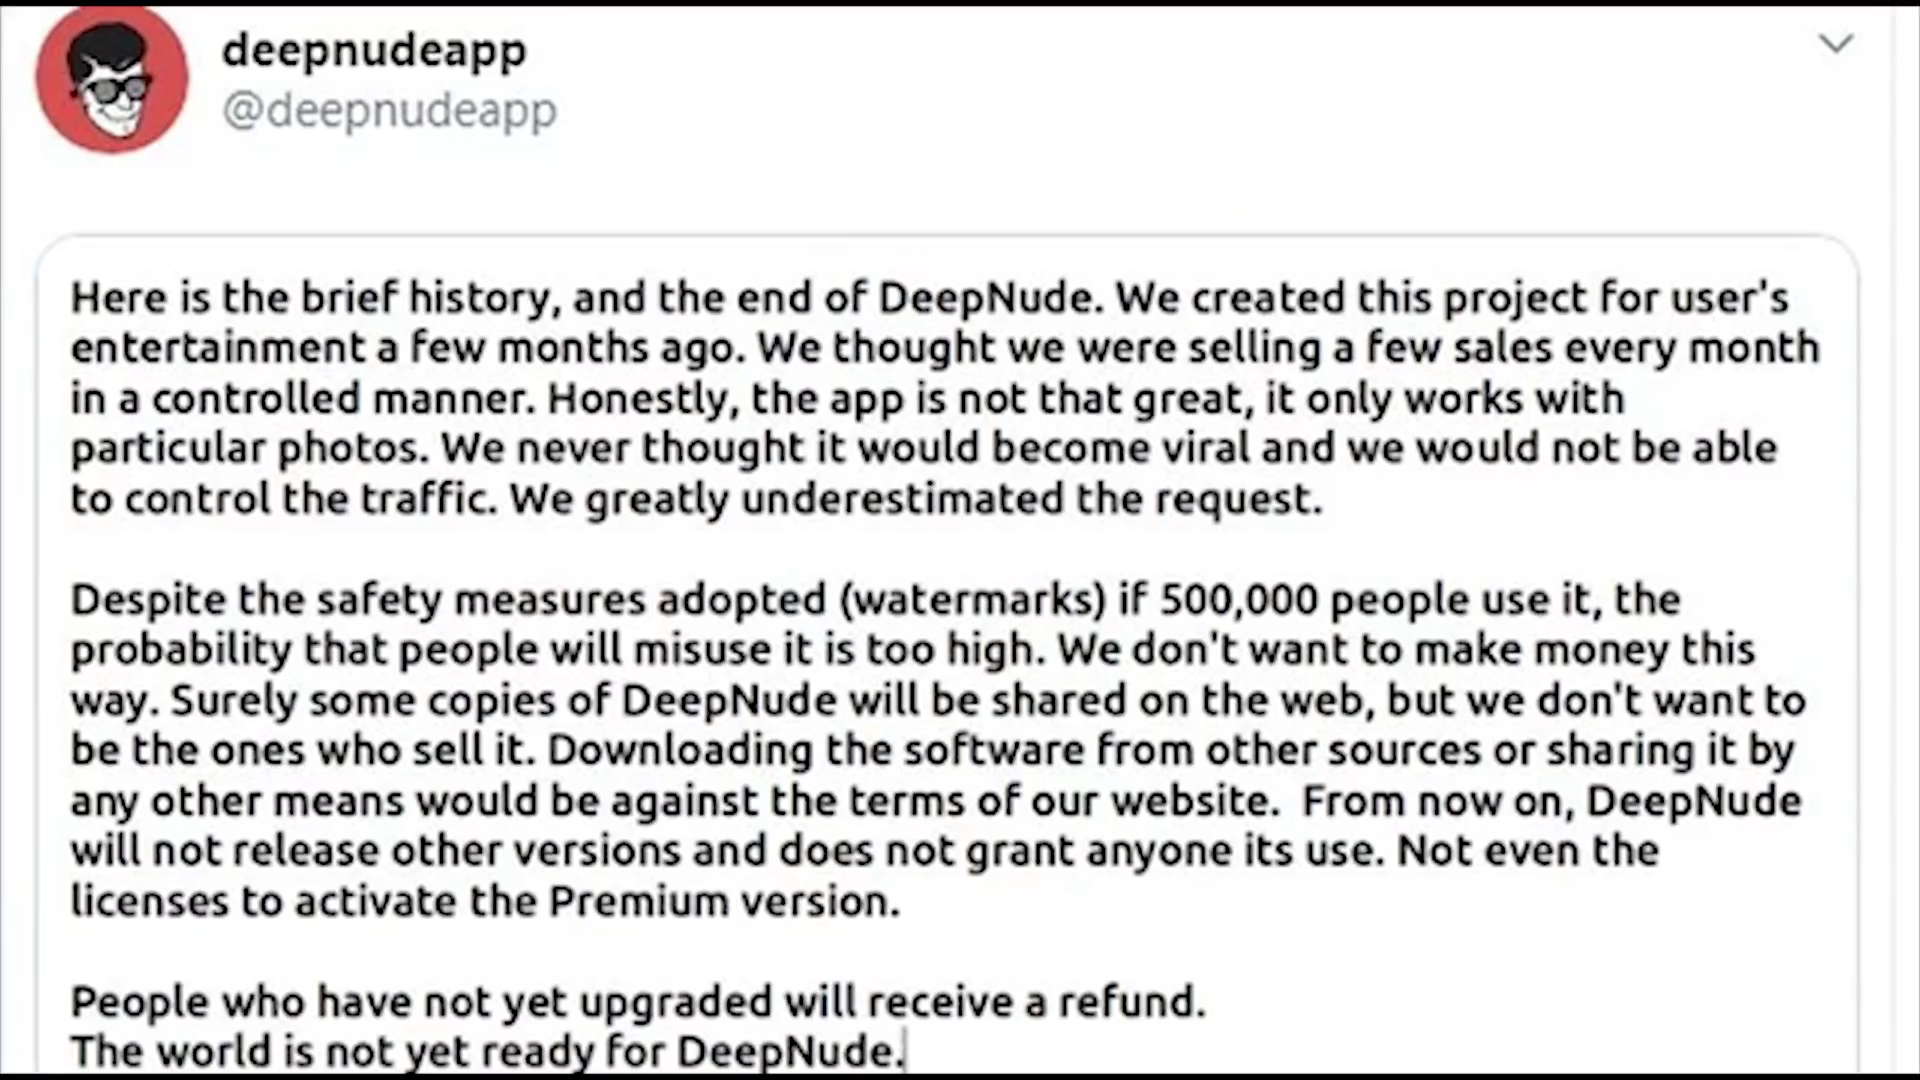 deepnudeapp
@deepnudeapp
Here is the brief history, and the end of DeepNude. We created this project for user's
entertainment a few months ago. We thought we were selling a few sales every month
in a controlled manner. Honestly, the app is not that great, it only works with
particular photos. We never thought it would become viral and we would not be able
to control the traffic. We greatly underestimated the request.
Despite the safety measures adopted (watermarks) if 500,000 people use it, the
probability that people will misuse it is too high. We don't want to make money this
way. Surely some copies of DeepNude will be shared on the web, but we don't want to
be the ones who sell it. Downloading the software from other sources or sharing it by
any other means would be against the terms of our website. From now on, DeepNude
will not release other versions and does not grant anyone its use. Not even the
licenses to activate the Premium version.
People who have not yet upgraded will receive a refund.
The world is not yet ready for DeepNude.